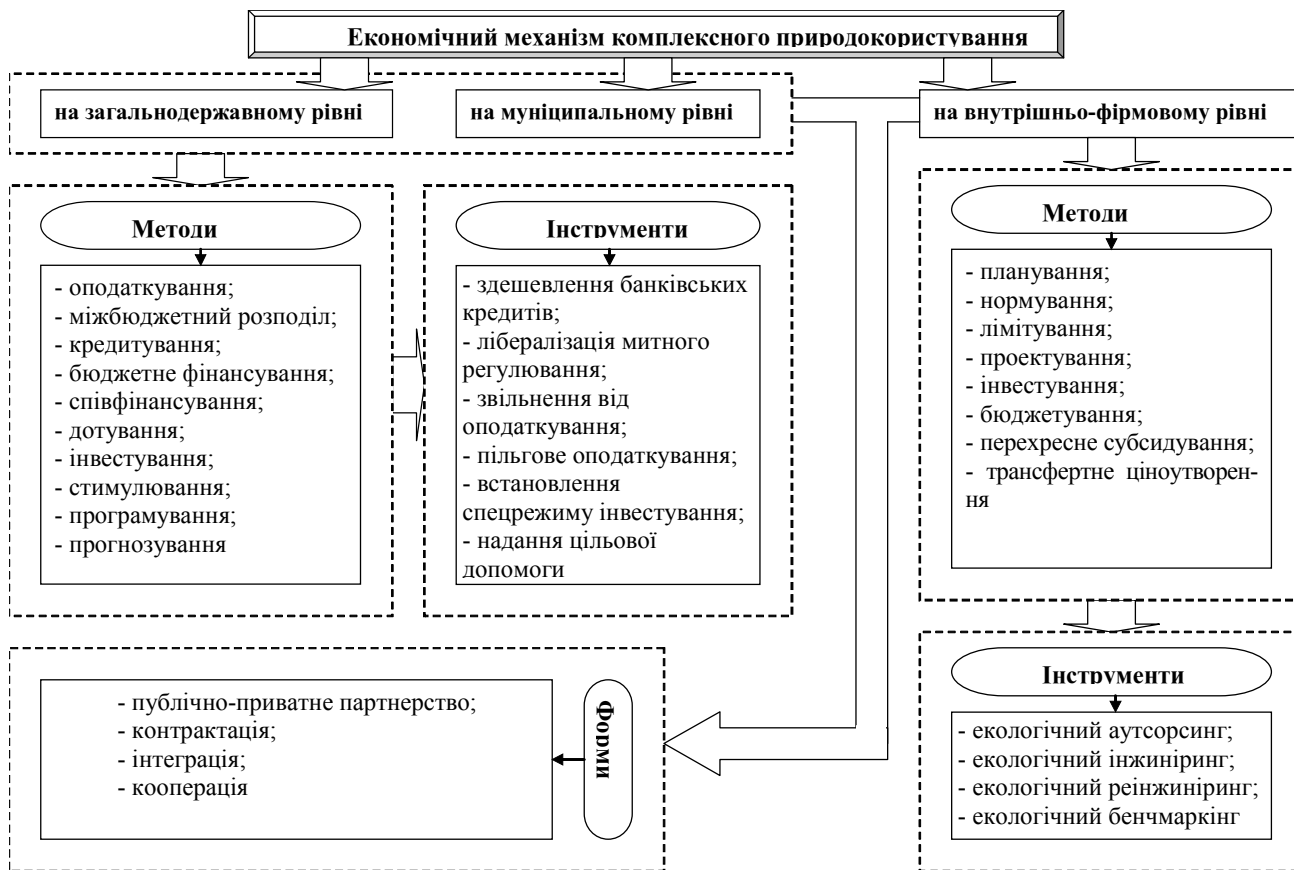 Економічний механізм комплексного природокористування
на загальнодержавному рівні
на муніципальному рівні
на внутрішньо-фірмовому рівні
Методи
- оподаткування;
- міжбюджетний розподіл;
- кредитування;
- бюджетне фінансування;
- співфінансування;
- дотування;
- інвестування;
- стимулювання;
- програмування;
- прогнозування
Інструменти
- здешевлення банківських
кредитів;
- лібералізація митного
регулювання;
- звільнення від
оподаткування;
- пільгове оподаткування;
- встановлення
спецрежиму інвестування;
- надання цільової
допомоги
Методи
- планування;
- нормування;
- лімітування;
- проектування;
- інвестування;
- бюджетування;
- перехресне субсидування;
- трансфертне ціноутворен-
ня
- публічно-приватне партнерство;
- контрактація;
- інтеграція;
- кооперація
Форми
Інструменти
- екологічний аутсорсинг;
- екологічний інжиніринг;
- екологічний реінжиніринг;
- екологічний бенчмаркінг